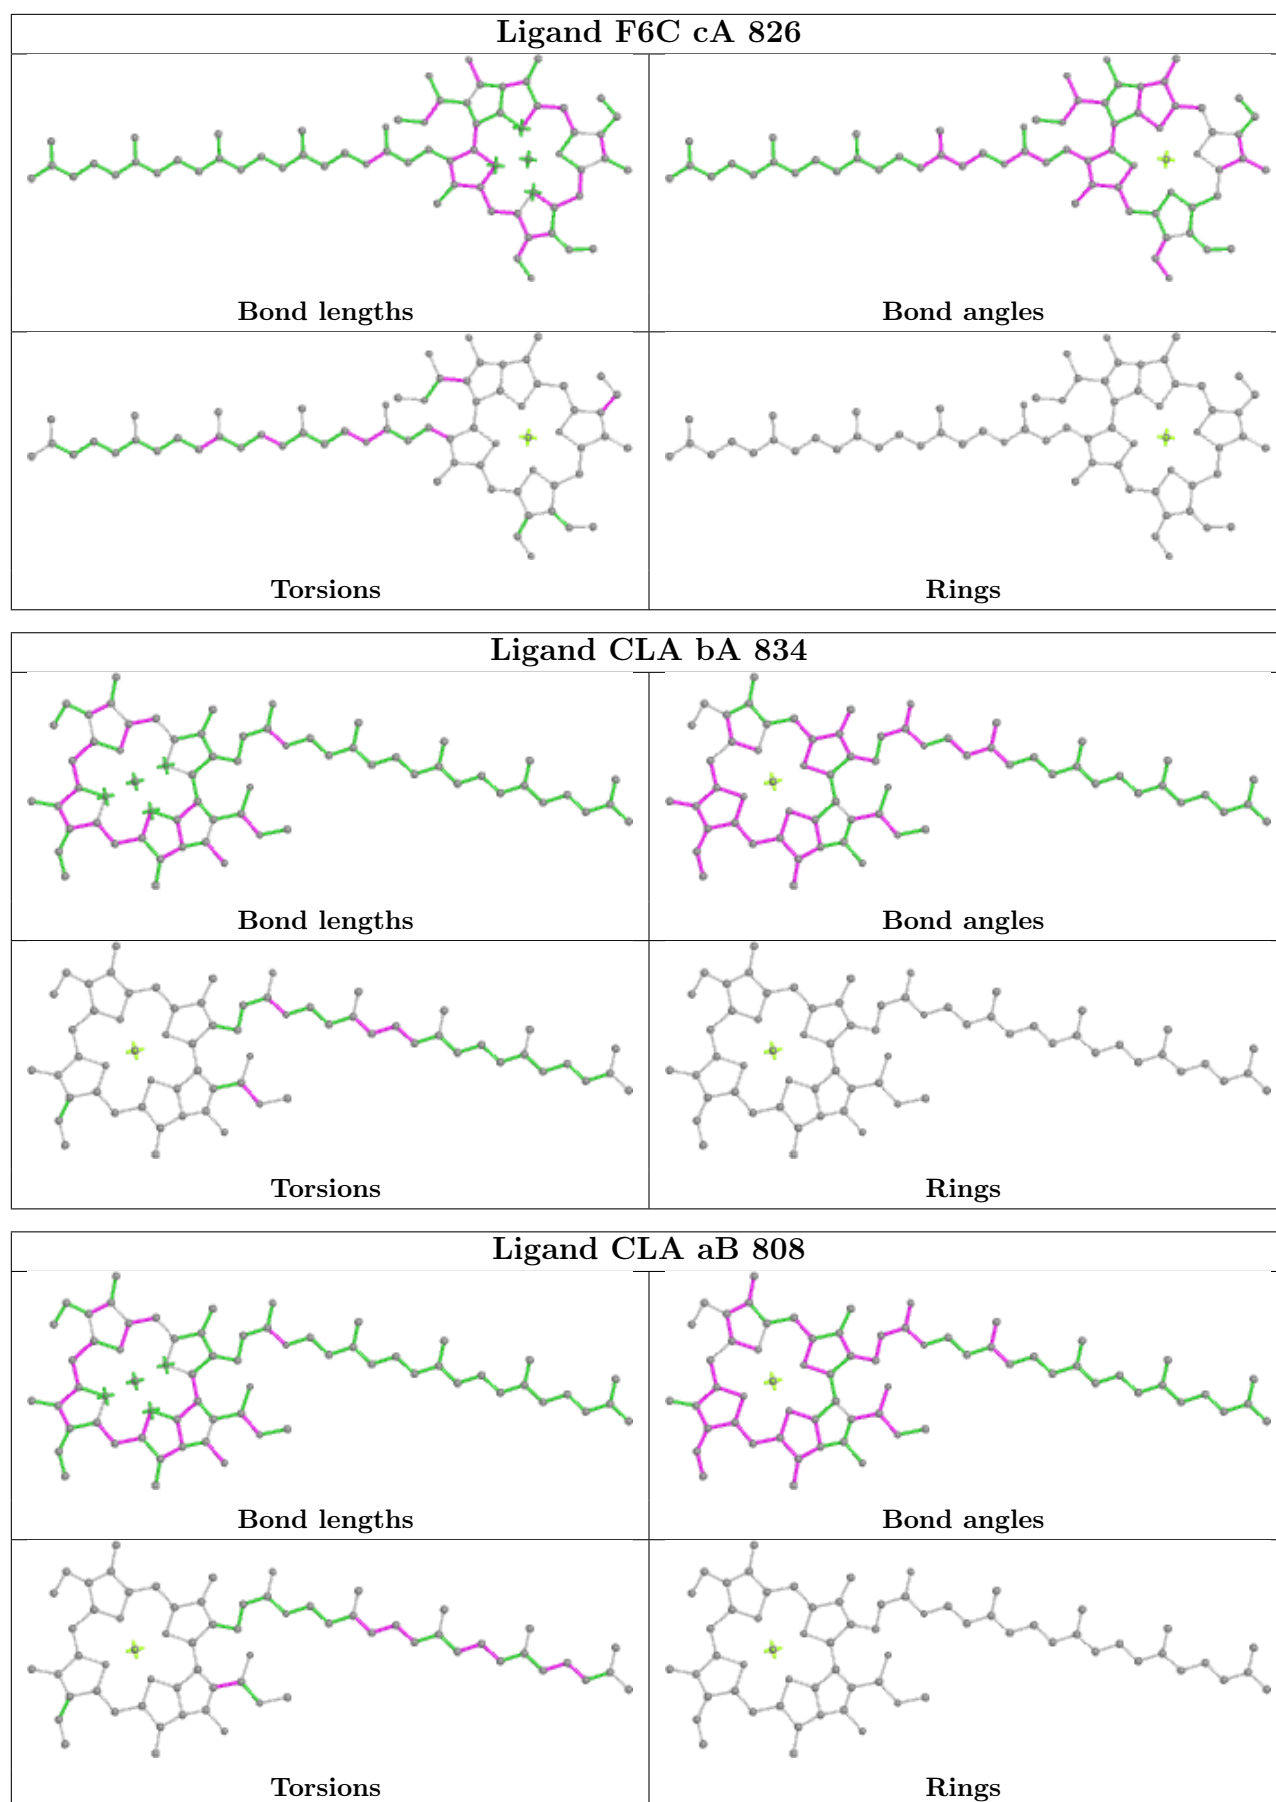 Ligand F6C cA 826
Bond lengths
Bond angles
Torsions
Rings
Ligand CLA bA 834
Bond lengths
Bond angles
Torsions
Rings
Ligand CLA aB 808
Bond lengths
Bond angles
Torsions
Rings